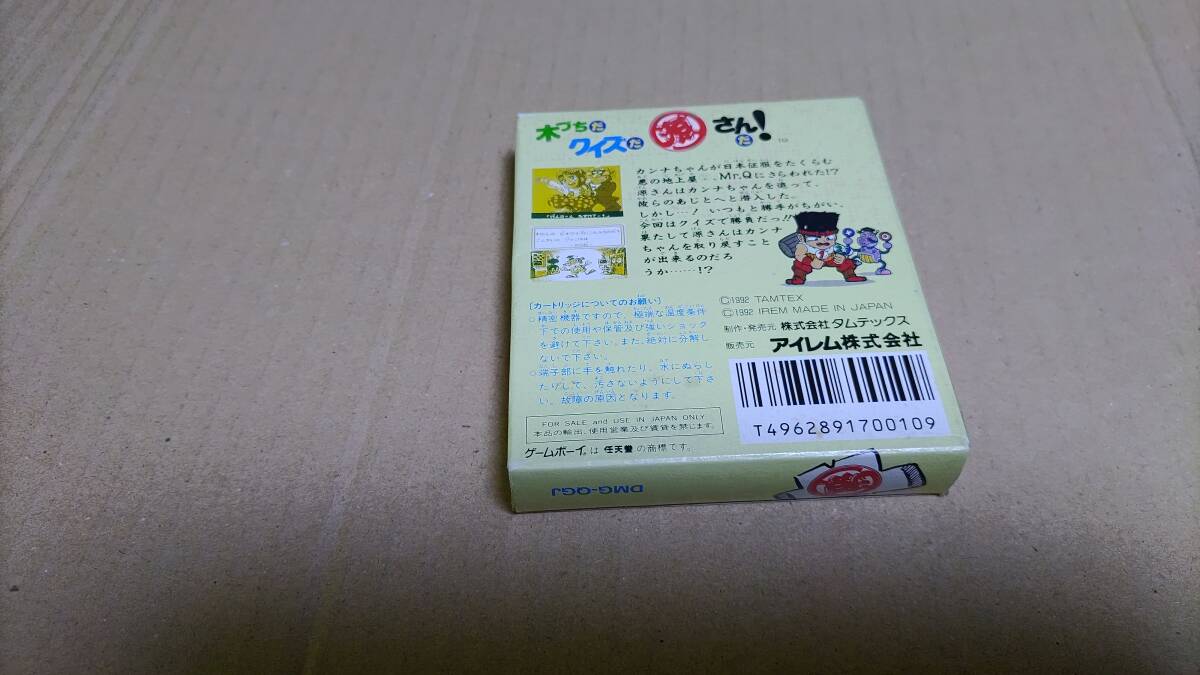 木づちだ
クイズだ
源さんだ!
TM
カンナちゃんが日本征服をたくらむ
悪の地上屋…Mr.Qにさらわれた!?
源さんはカンナちゃんを追って、
彼らのあじとへと潜入した。
しかし…! いつもと勝手がちがい、
今回はクイズで勝負だっ!!
果たして源さんはカンナ
ちゃんを取り戻すこと
が出来るのだろ
うか……!?
[カートリッジについてのお願い]
○精密機器ですので、極端な温度条件
下での使用や保管及び強いショック
を避けて下さい。また、絶対に分解し
ないで下さい。
○端子部に手を触れたり、水にぬらし
たりして、汚さないようにして下さ
い。故障の原因となります。
FOR SALE and USE IN JAPAN ONLY
本品の輸出、使用営業及び賃貸を禁じます。
ゲームボーイは任天堂の商標です。
©1992 TAMTEX
©1992 IREM MADE IN JAPAN
制作・発売元 株式会社タムテックス
販売元 アイレム株式会社
T4962891700109
DMG-QGJ
源